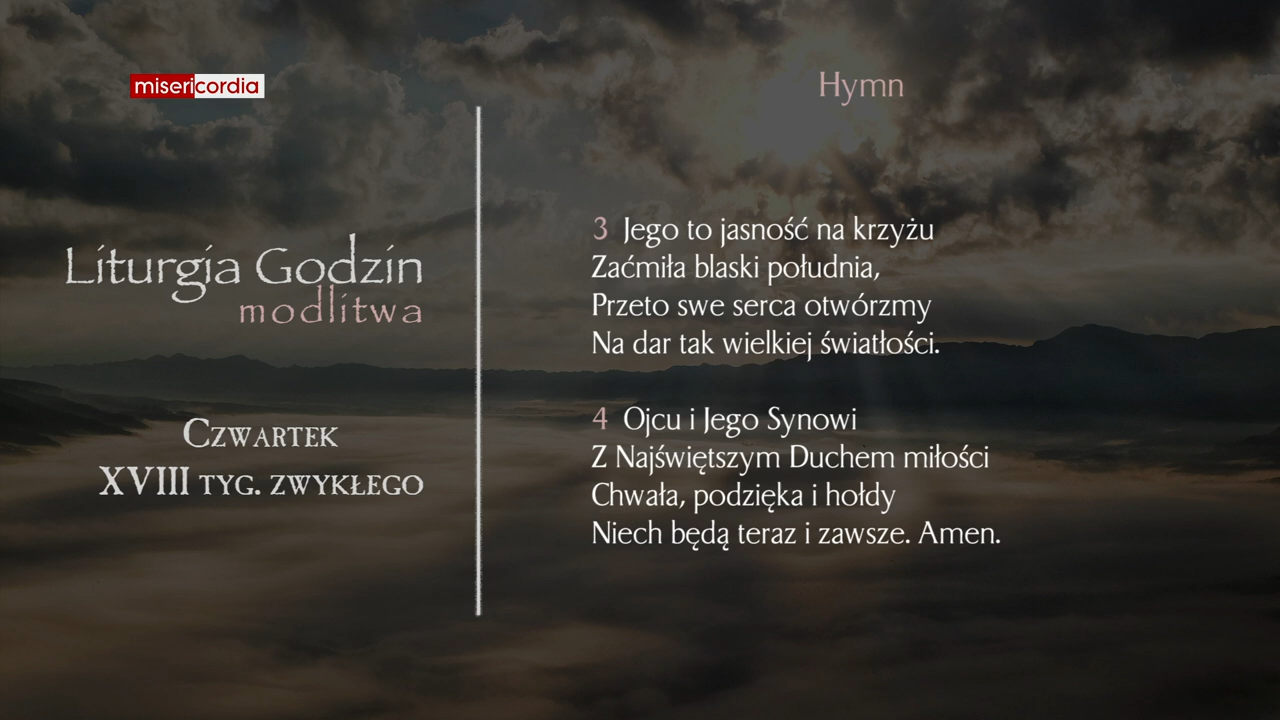 misericordia
Liturgia Godzin
modlitwa
Czwartek
XVIII tyg. zwykłego
Hymn
3 Jego to jasność na krzyżu
Zaćmiła blaski południa,
Przeto swe serca otwórzmy
Na dar tak wielkiej światłości.
4 Ojcu i Jego Synowi
Z Najświętszym Duchem miłości
Chwała, podzięka i hołdy
Niech będą teraz i zawsze. Amen.